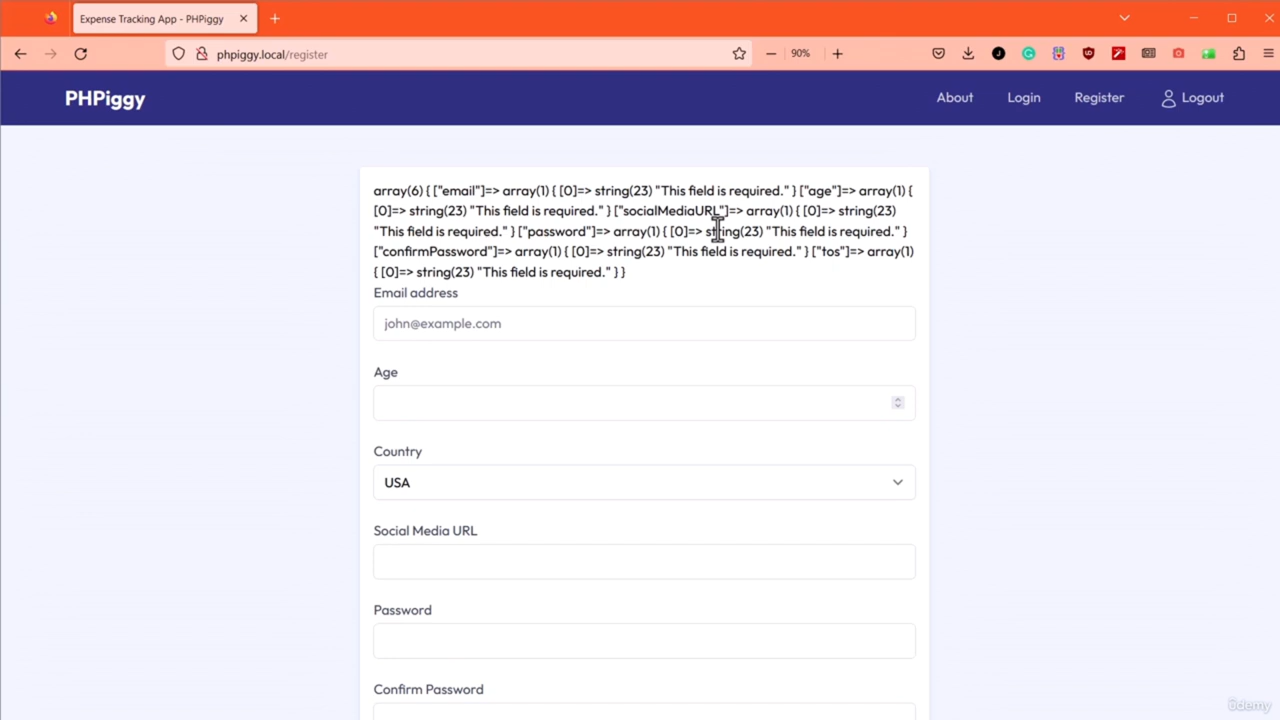 Expense Tracking App - PHPiggy
phpiggy.local/register
90%
PHPiggy
About
Login
Register
Logout
array(6) { ["email"]=> array(1) { [0]=> string(23) "This field is required." } ["age"]=> array(1) {
[0]=> string(23) "This field is required." } ["socialMediaURL"]=> array(1) { [0]=> string(23)
"This field is required." } ["password"]=> array(1) { [0]=> string(23) "This field is required." }
["confirmPassword"]=> array(1) { [0]=> string(23) "This field is required." } ["tos"]=> array(1)
{ [0]=> string(23) "This field is required." } }
Email address
john@example.com
Age
Country
USA
Social Media URL
Password
Confirm Password
ûdemy